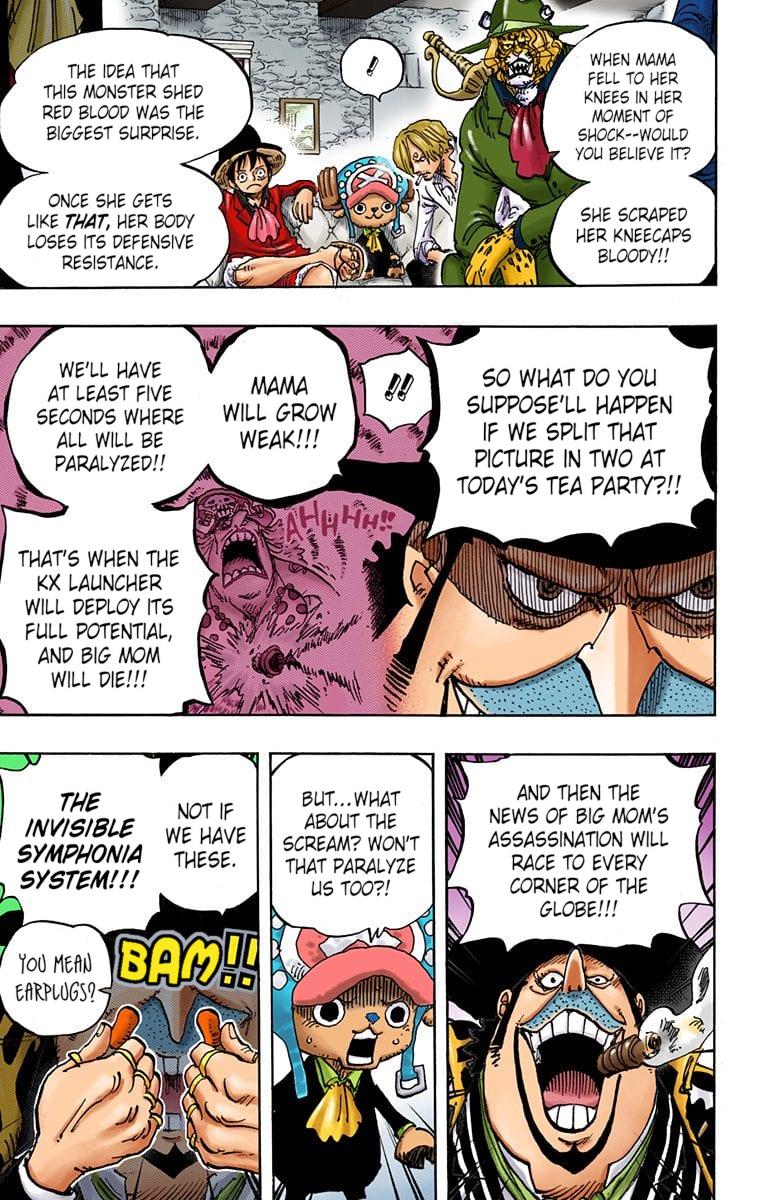 WHEN MAMA
FELL TO HER
KNEES IN HER
MOMENT OF
SHOCK--WOULD
YOU BELIEVE IT?
SHE SCRAPED
HER KNEECAPS
BLOODY!!
!
THE IDEA THAT
THIS MONSTER SHED
RED BLOOD WAS THE
BIGGEST SURPRISE.
ONCE SHE GETS
LIKE THAT, HER BODY
LOSES ITS DEFENSIVE
RESISTANCE.
SO WHAT DO YOU
SUPPOSE'LL HAPPEN
IF WE SPLIT THAT
PICTURE IN TWO AT
TODAY'S TEA PARTY?!!
!!
MAMA
WILL GROW
WEAK!!!
AHHHHH!!
WE'LL HAVE
AT LEAST FIVE
SECONDS WHERE
ALL WILL BE
PARALYZED!!
THAT'S WHEN THE
KX LAUNCHER
WILL DEPLOY ITS
FULL POTENTIAL,
AND BIG MOM
WILL DIE!!!
AND THEN THE
NEWS OF BIG MOM'S
ASSASSINATION WILL
RACE TO EVERY
CORNER OF THE
GLOBE!!!
BUT...WHAT
ABOUT THE
SCREAM? WON'T
THAT PARALYZE
US TOO?!
NOT IF
WE HAVE
THESE.
THE
INVISIBLE
SYMPHONIA
SYSTEM!!!
BAM!!
YOU MEAN
EARPLUGS?